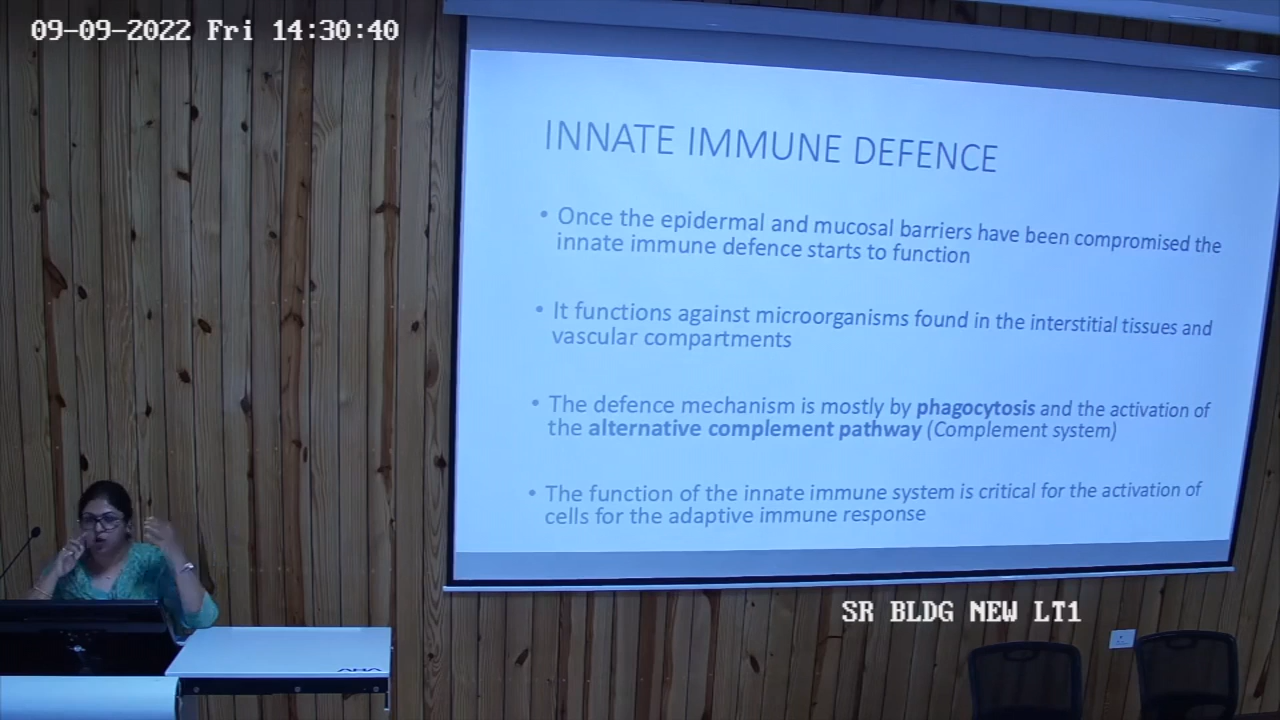 09-09-2022 Fri 14:30:40
INNATE IMMUNE DEFENCE
• Once the epidermal and mucosal barriers have been compromised the
innate immune defence starts to function
• It functions against microorganisms found in the interstitial tissues and
vascular compartments
• The defence mechanism is mostly by phagocytosis and the activation of
the alternative complement pathway (Complement system)
• The function of the innate immune system is critical for the activation of
cells for the adaptive immune response
SR BLDG NEW LT1